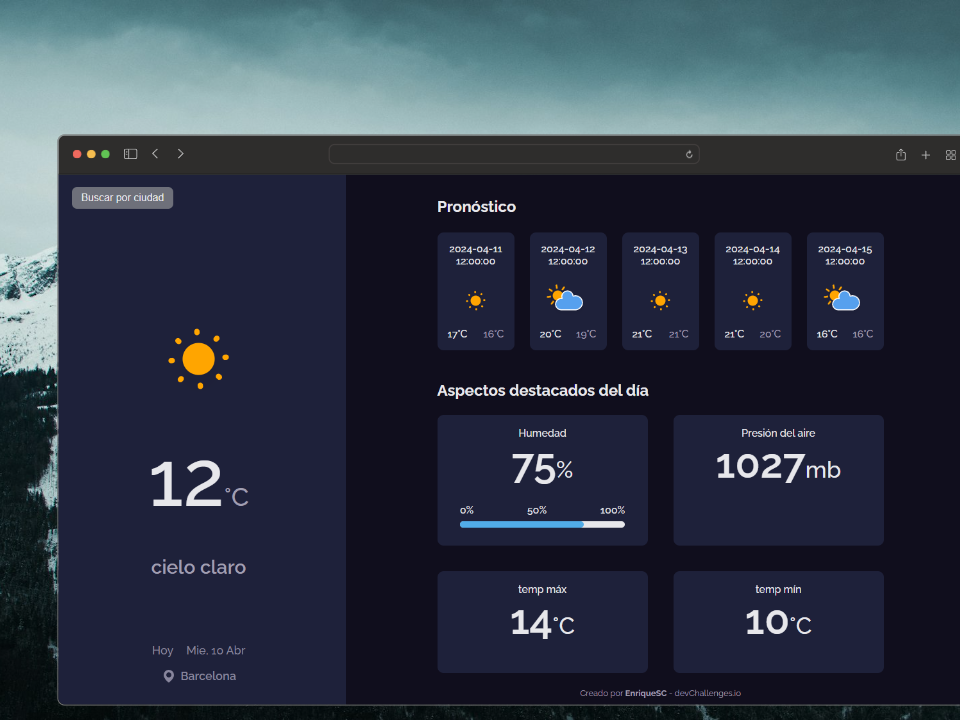 Buscar por ciudad
12°C
cielo claro
Hoy Mie. 10 Abr
Barcelona
Pronóstico
2024-04-11
12:00:00
17°C 16°C
2024-04-12
12:00:00
20°C 19°C
2024-04-13
12:00:00
21°C 21°C
2024-04-14
12:00:00
21°C 20°C
2024-04-15
12:00:00
16°C 16°C
Aspectos destacados del día
Humedad
75%
0% 50% 100%
Presión del aire
1027mb
temp máx
14°C
temp mín
10°C
Creado por EnriqueSC - devChallenges.io